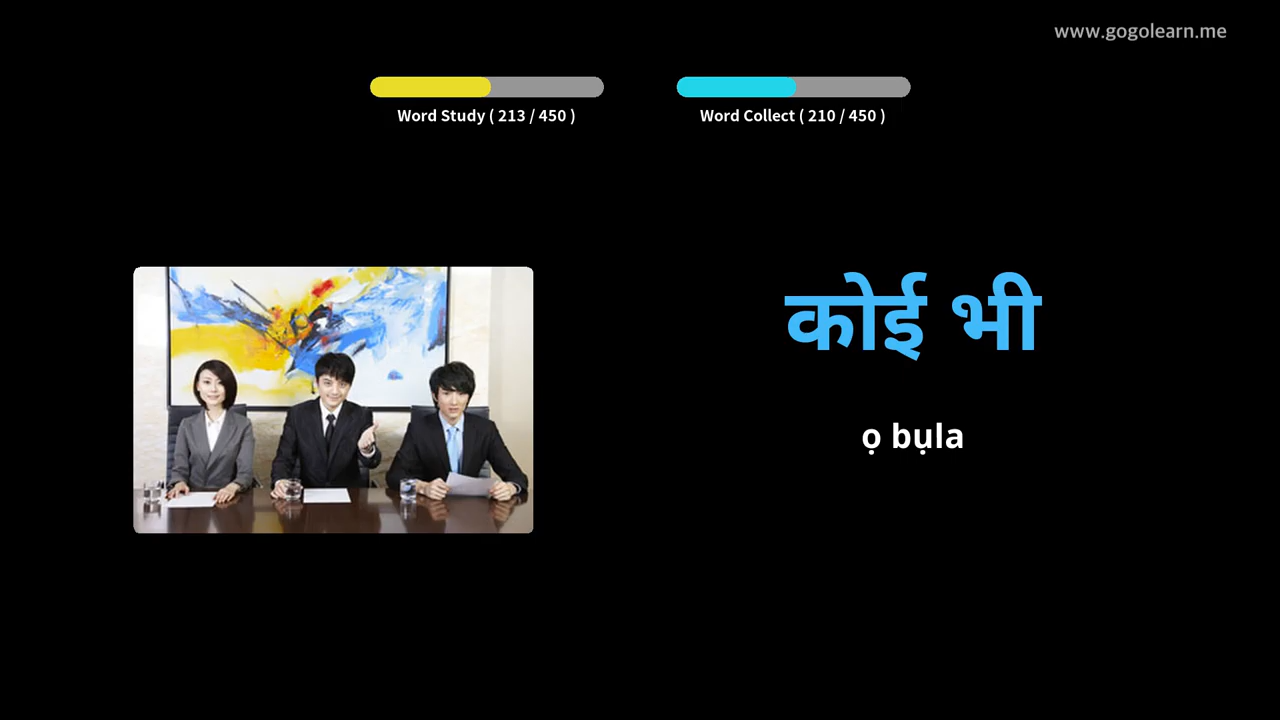 www.gogolearn.me
Word Study ( 213 / 450 )
Word Collect ( 210 / 450 )
कोई भी
ọ bụla